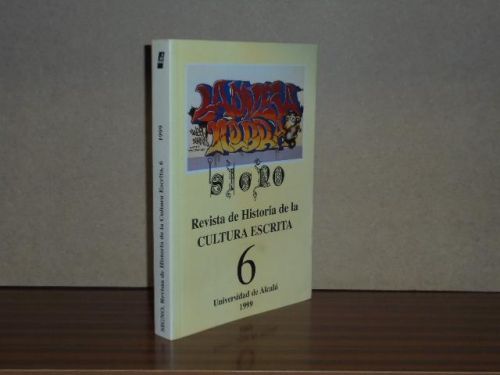 SIGNO. Revista de Historia de la Cultura Escrita. 6 1999
signo
Revista de Historia de la
CULTURA ESCRITA
6
Universidad de Alcalá
1999